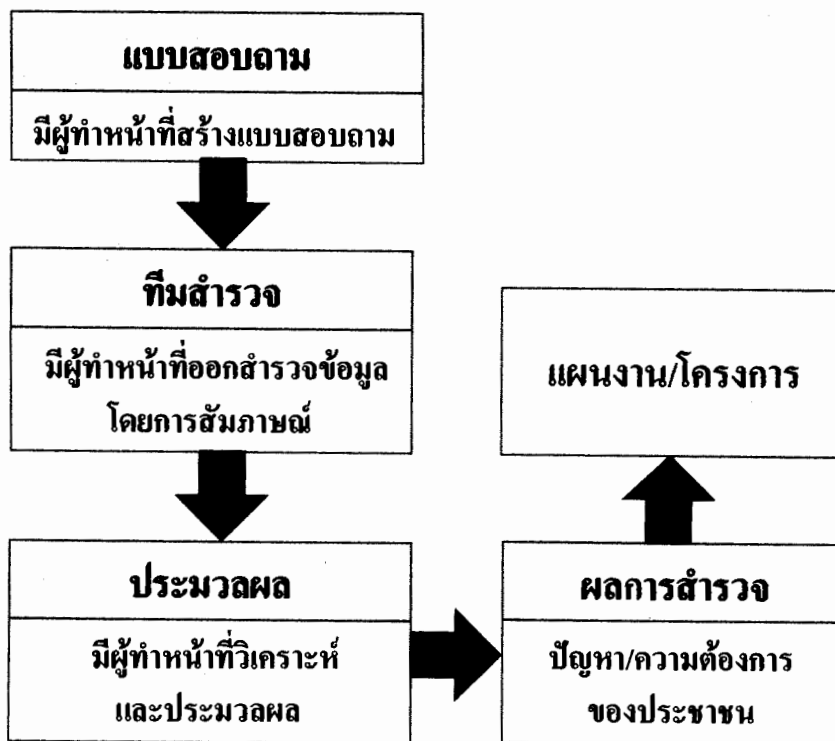 แบบสอบถาม
มีผู้ทำหน้าที่สร้างแบบสอบถาม
ทีมสำรวจ
มีผู้ทำหน้าที่ออกสำรวจข้อมูล
โดยการสัมภาษณ์
ประมวลผล
มีผู้ทำหน้าที่วิเคราะห์
และประมวลผล
ผลการสำรวจ
ปัญหา/ความต้องการ
ของประชาชน
แผนงาน/โครงการ